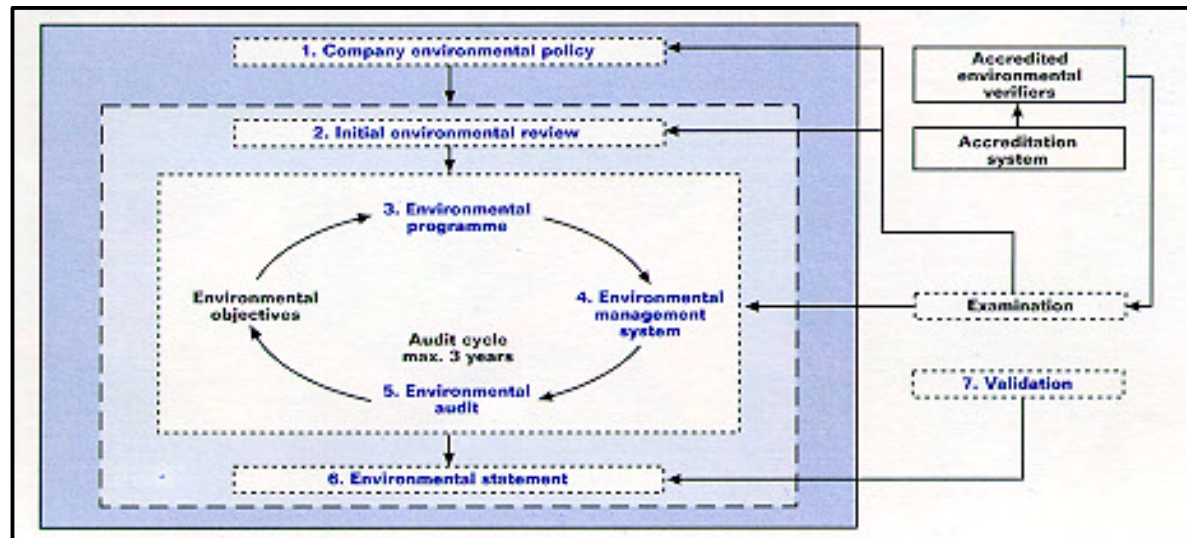 1. Company environmental policy
Accredited
environmental
verifiers
2. Initial environmental review
Accreditation
system
3. Environmental
programme
Environmental
objectives
4. Environmental
management
system
Examination
Audit cycle
max. 3 years
5. Environmental
audit
7. Validation
6. Environmental statement